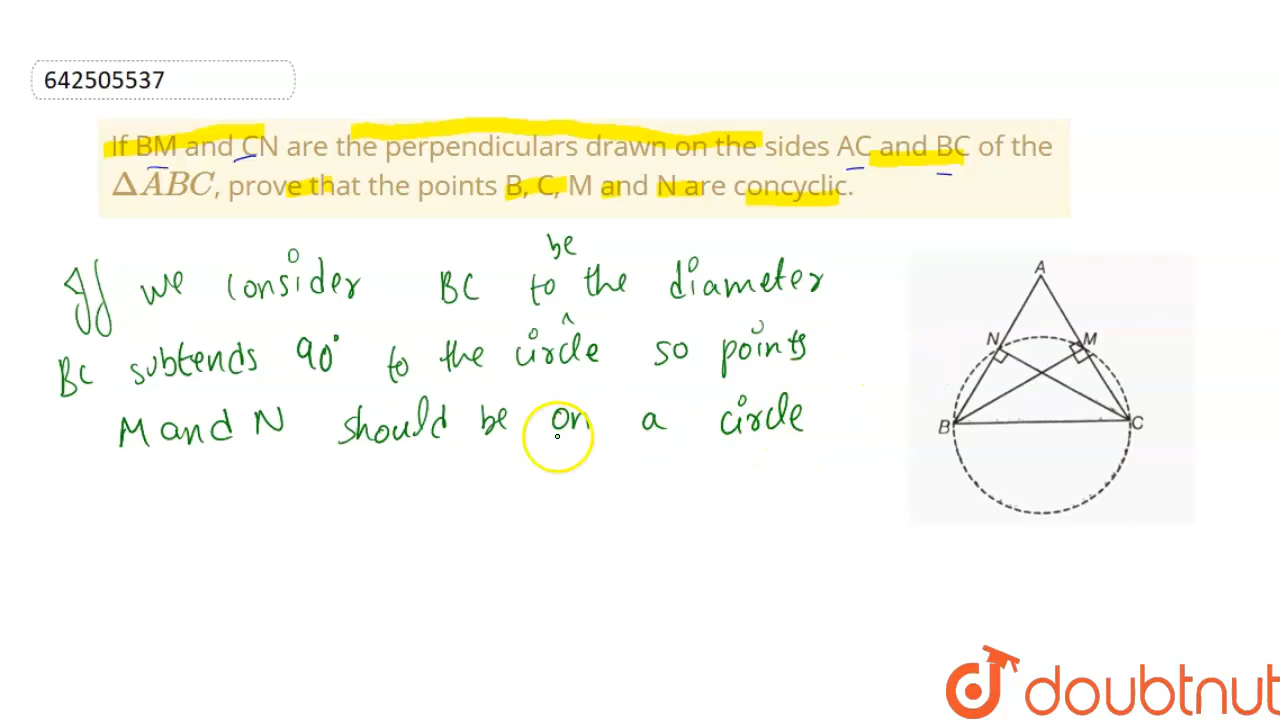 642505537
If BM and CN are the perpendiculars drawn on the sides AC and BC of the
ΔABC, prove that the points B, C, M and N are concyclic.
be
If we consider BC to ^ the diameter
BC subtends 90° to the circle so points
M and N should be on a circle
A
N
M
B
C
doubtnut